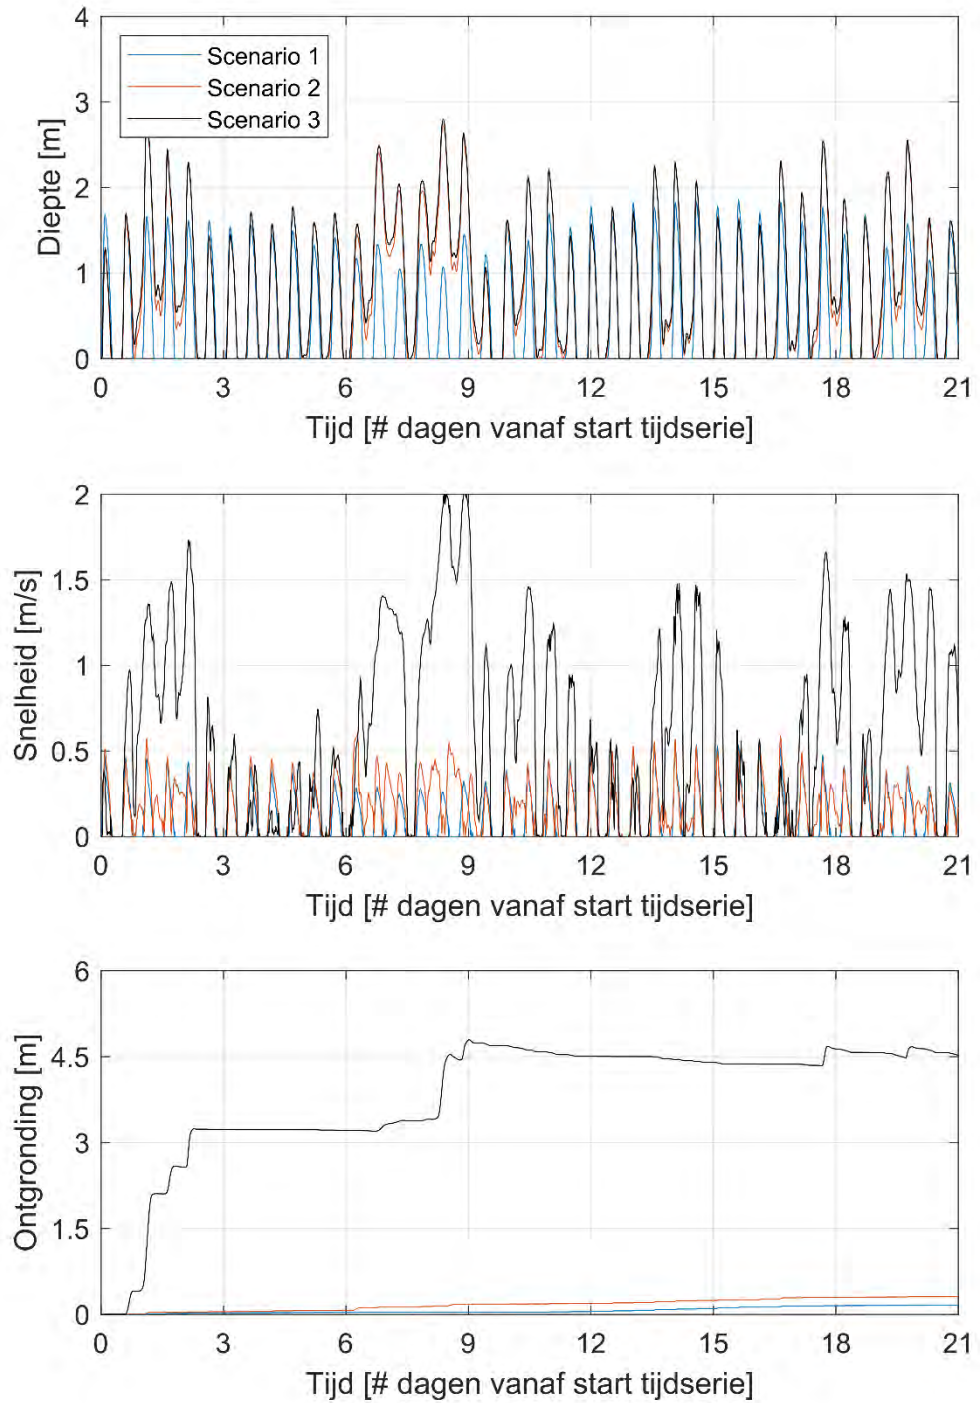 4
3
2
1
0
Diepte [m]
Scenario 1
Scenario 2
Scenario 3
0 3 6 9 12 15 18 21
Tijd [# dagen vanaf start tijdserie]
2
1.5
1
0.5
0
Snelheid [m/s]
0 3 6 9 12 15 18 21
Tijd [# dagen vanaf start tijdserie]
6
4.5
3
1.5
0
Ontgronding [m]
0 3 6 9 12 15 18 21
Tijd [# dagen vanaf start tijdserie]